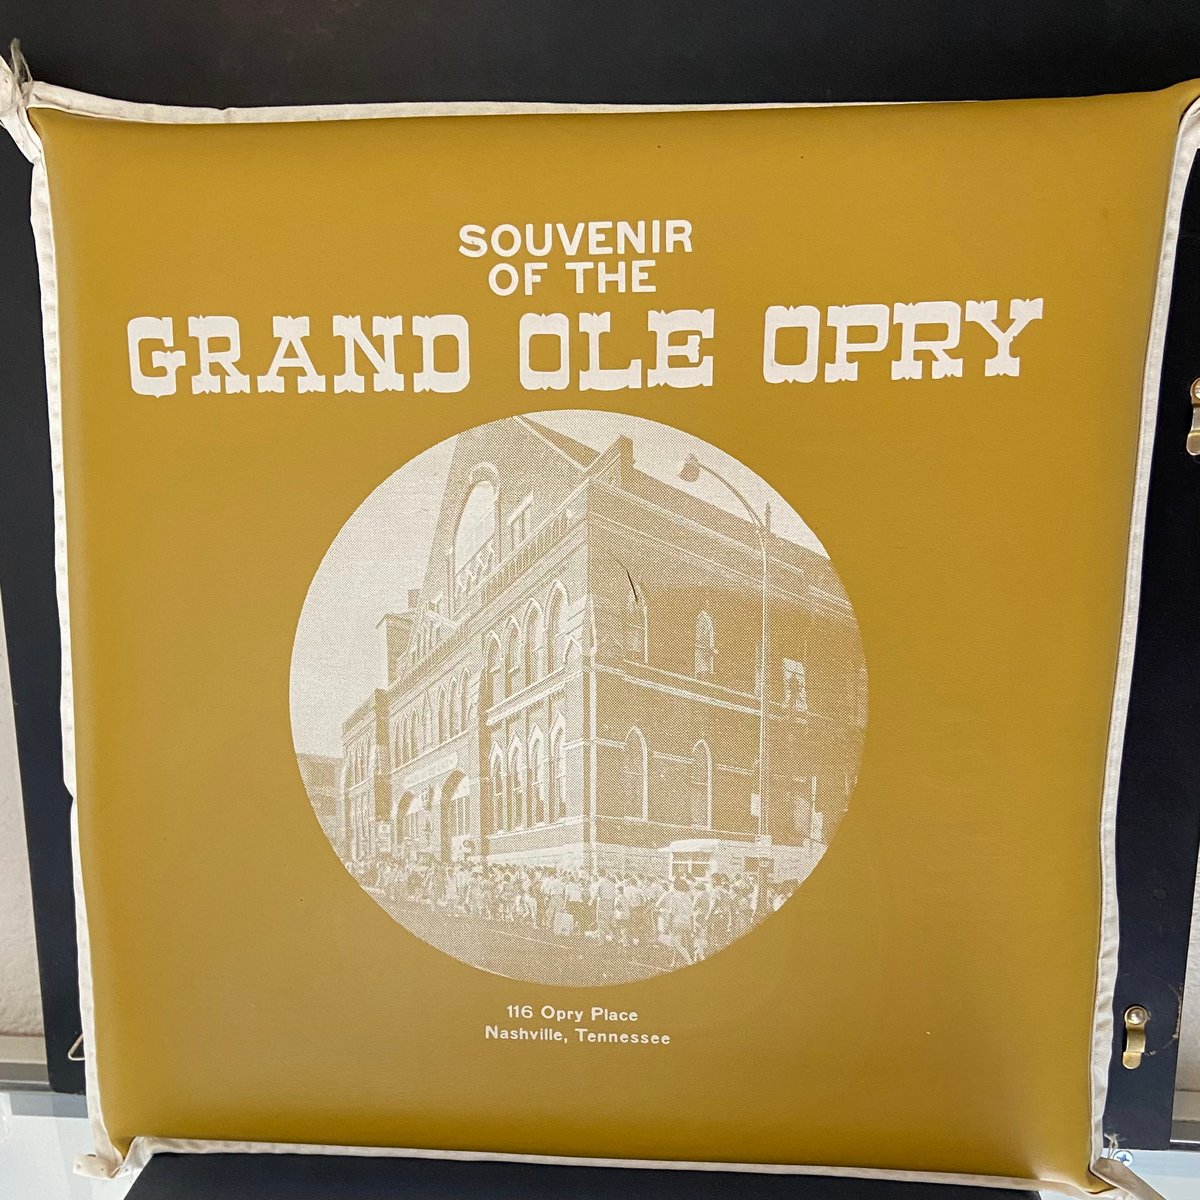 SOUVENIR
OF THE
GRAND OLE OPRY
116 Opry Place
Nashville, Tennessee